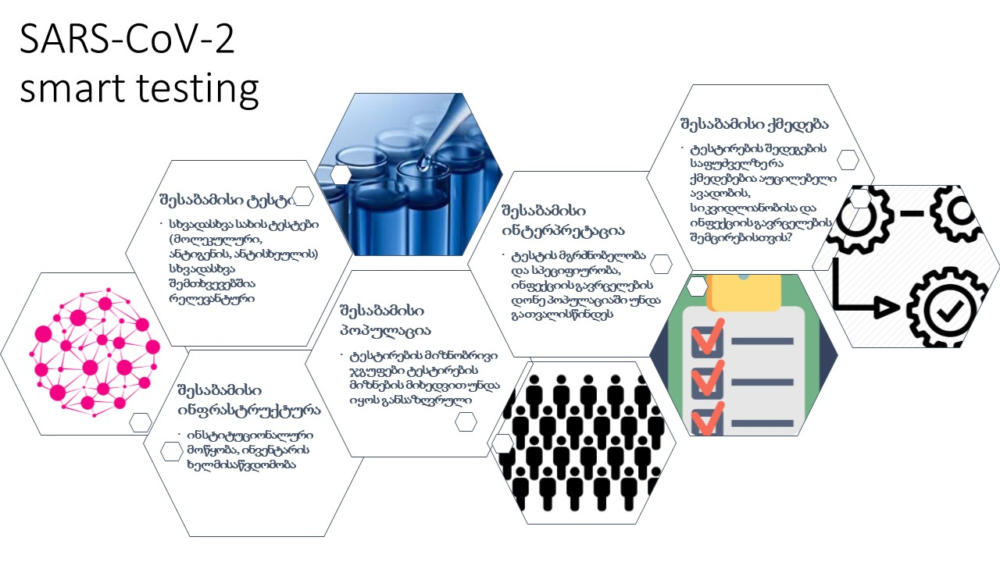 SARS-CoV-2
smart testing
შესაბამისი ტესტი
· სხვადასხვა სახის ტესტები
(მოლეკულური,
ანტიგენის, ანტისხეულის)
სხვადასხვა
შემთხვევებშია
რელევანტური
შესაბამისი
ინფრასტრუქტურა
· ინსტიტუციონალური
მოწყობა, ინვენტარის
ხელმისაწვდომობა
შესაბამისი
პოპულაცია
· ტესტირების მიზნობრივი
ჯგუფები ტესტირების
მიზნების მიხედვით უნდა
იყოს განსაზღვრული
შესაბამისი
ინტერპრეტაცია
· ტესტის მგრძნობელობა
და სპეციფიურობა,
ინფექციის გავრცელების
დონე პოპულაციაში უნდა
გათვალისწინდეს
შესაბამისი ქმედება
· ტესტირების შედეგების
საფუძველზე რა
ქმედებებია აუცილებელი
ავადობის,
სიკვიდლიანობისა და
ინფექციის გავრცელების
შემცირებისთვის?